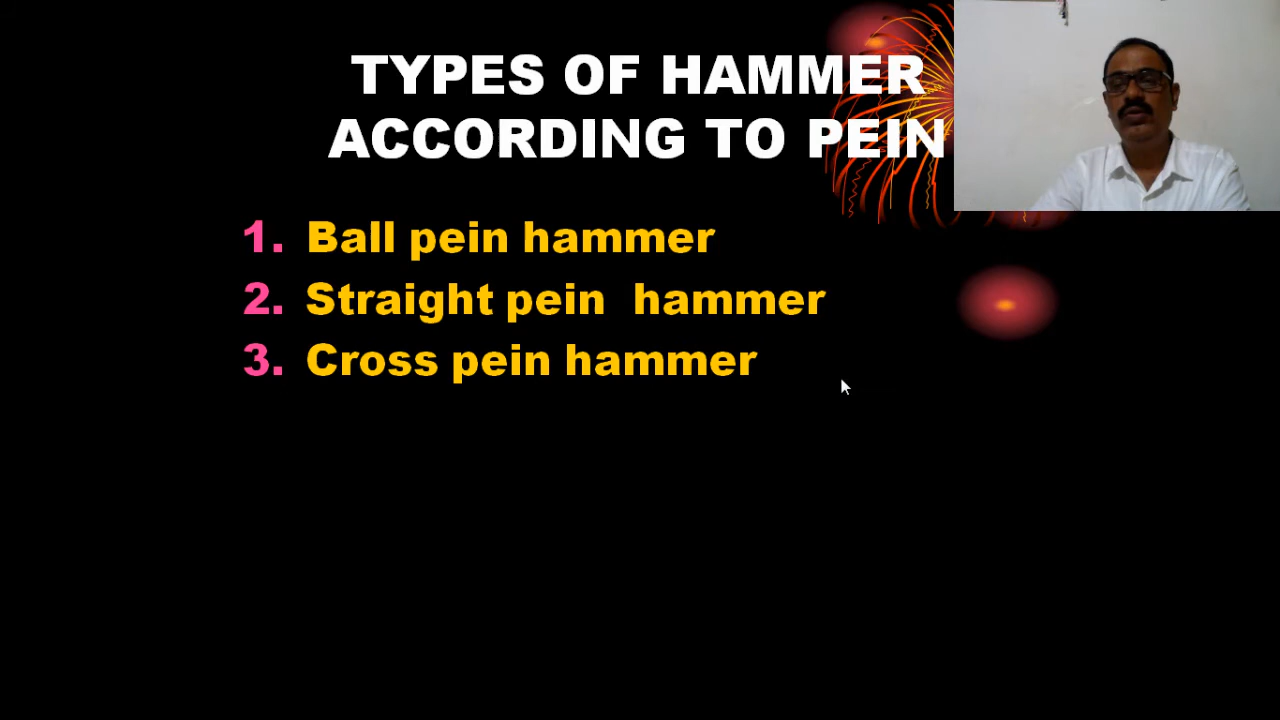 TYPES OF HAMMER
ACCORDING TO PEIN
1. Ball pein hammer
2. Straight pein  hammer
3. Cross pein hammer